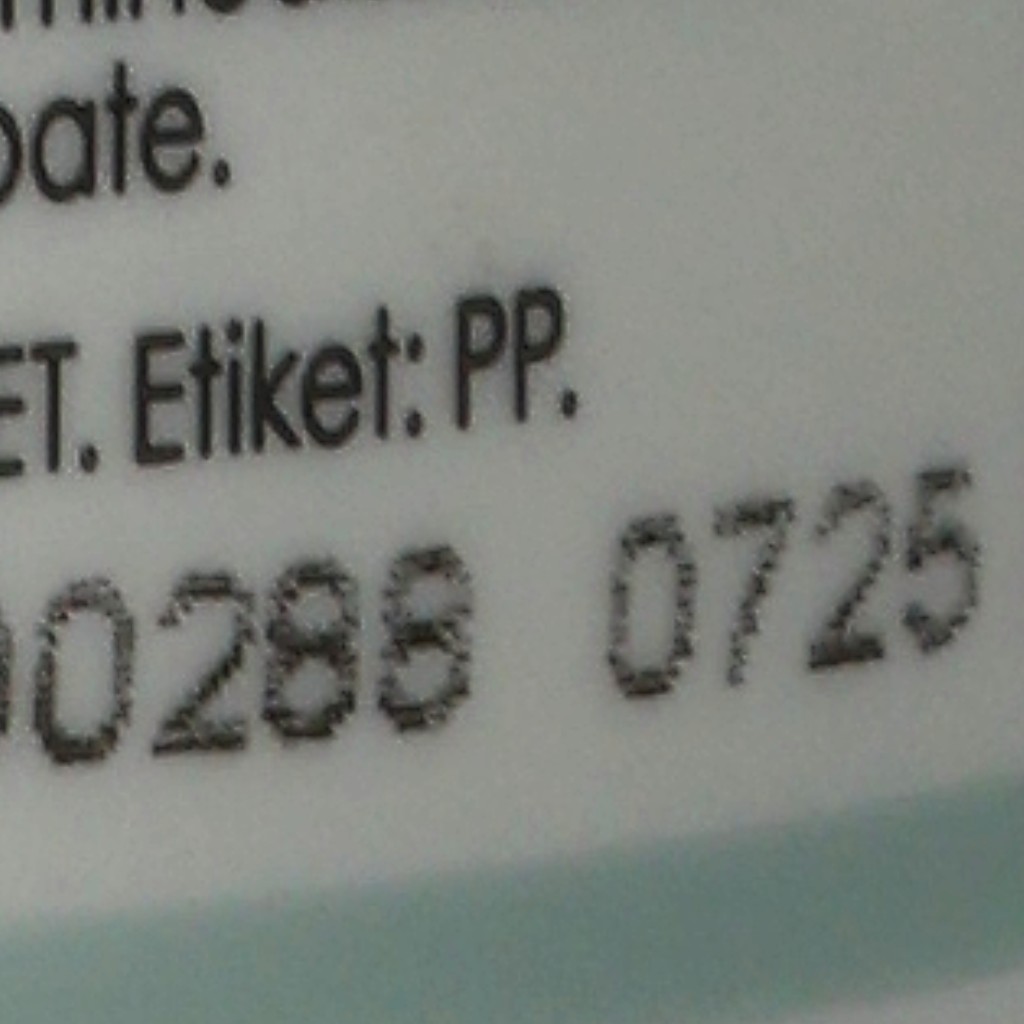 pate.
ET. Etiket: PP.
0288 0725